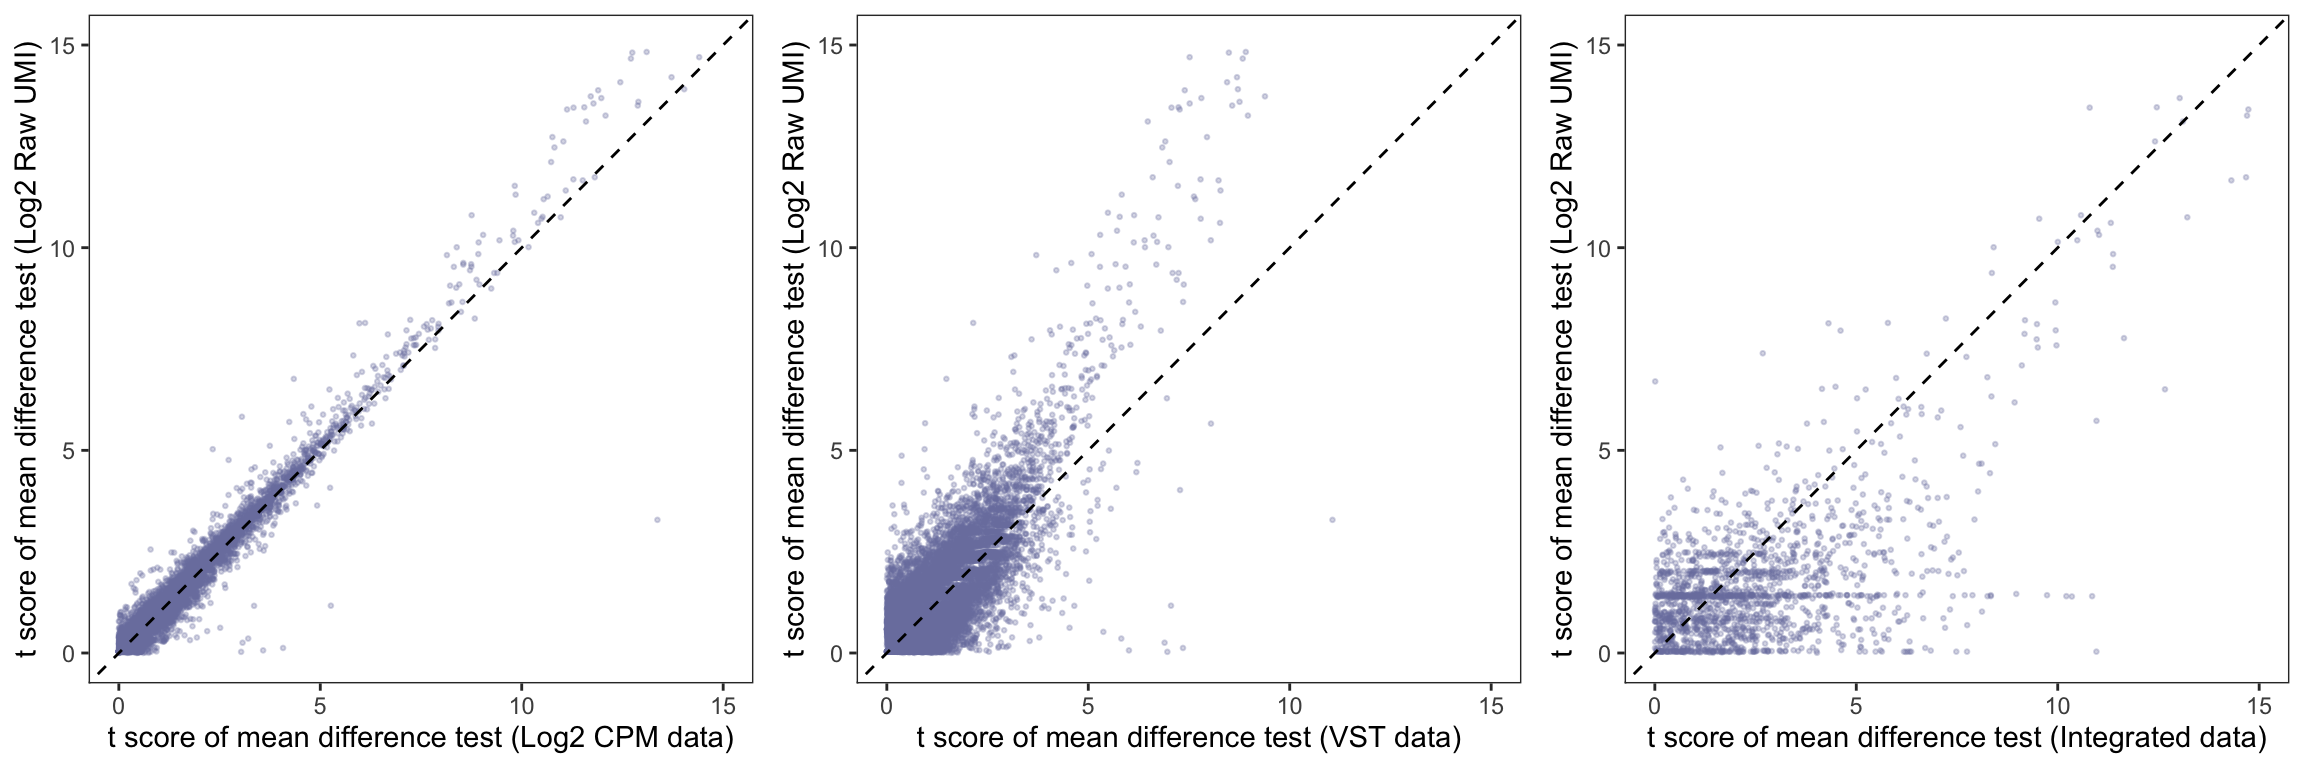 t score of mean difference test (Log2 Raw UMI)
15
10
5
0
0 5 10 15
t score of mean difference test (Log2 CPM data)
t score of mean difference test (Log2 Raw UMI)
15
10
5
0
0 5 10 15
t score of mean difference test (VST data)
t score of mean difference test (Log2 Raw UMI)
15
10
5
0
0 5 10 15
t score of mean difference test (Integrated data)